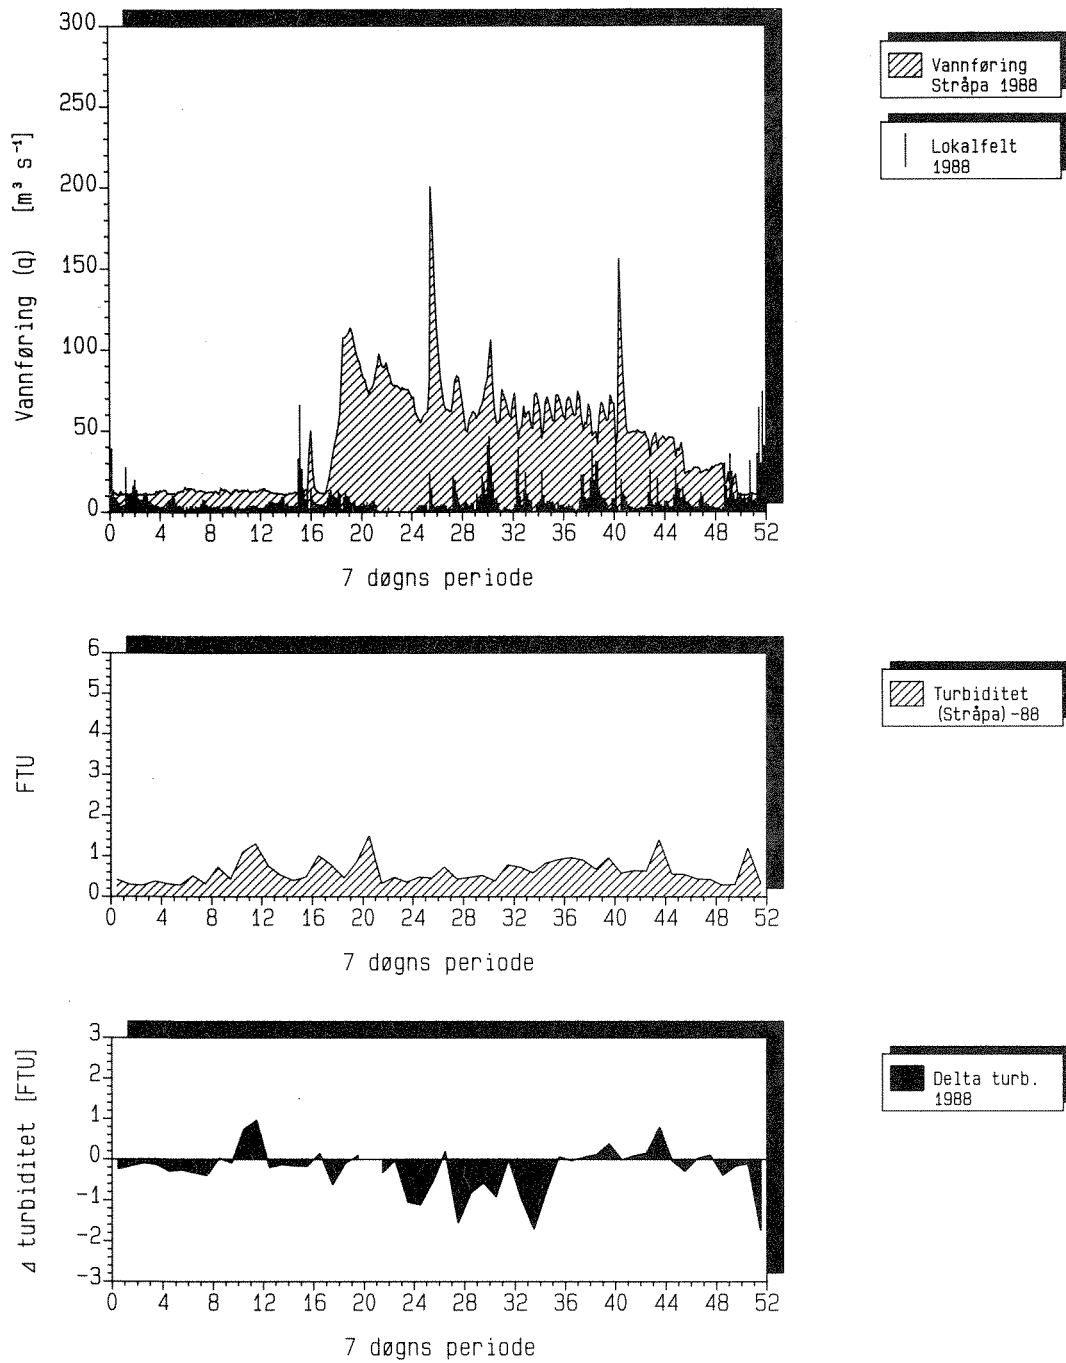 300
250
200
150
100
50
0
Vannføring (q) [m³ s⁻¹]
0 4 8 12 16 20 24 28 32 36 40 44 48 52
7 døgns periode
Vannføring
Stråpa 1988
Lokalfelt
1988
6
5
4
3
2
1
0
FTU
0 4 8 12 16 20 24 28 32 36 40 44 48 52
7 døgns periode
Turbiditet
(Stråpa)-88
3
2
1
0
-1
-2
-3
Δ turbiditet [FTU]
0 4 8 12 16 20 24 28 32 36 40 44 48 52
7 døgns periode
Delta turb.
1988